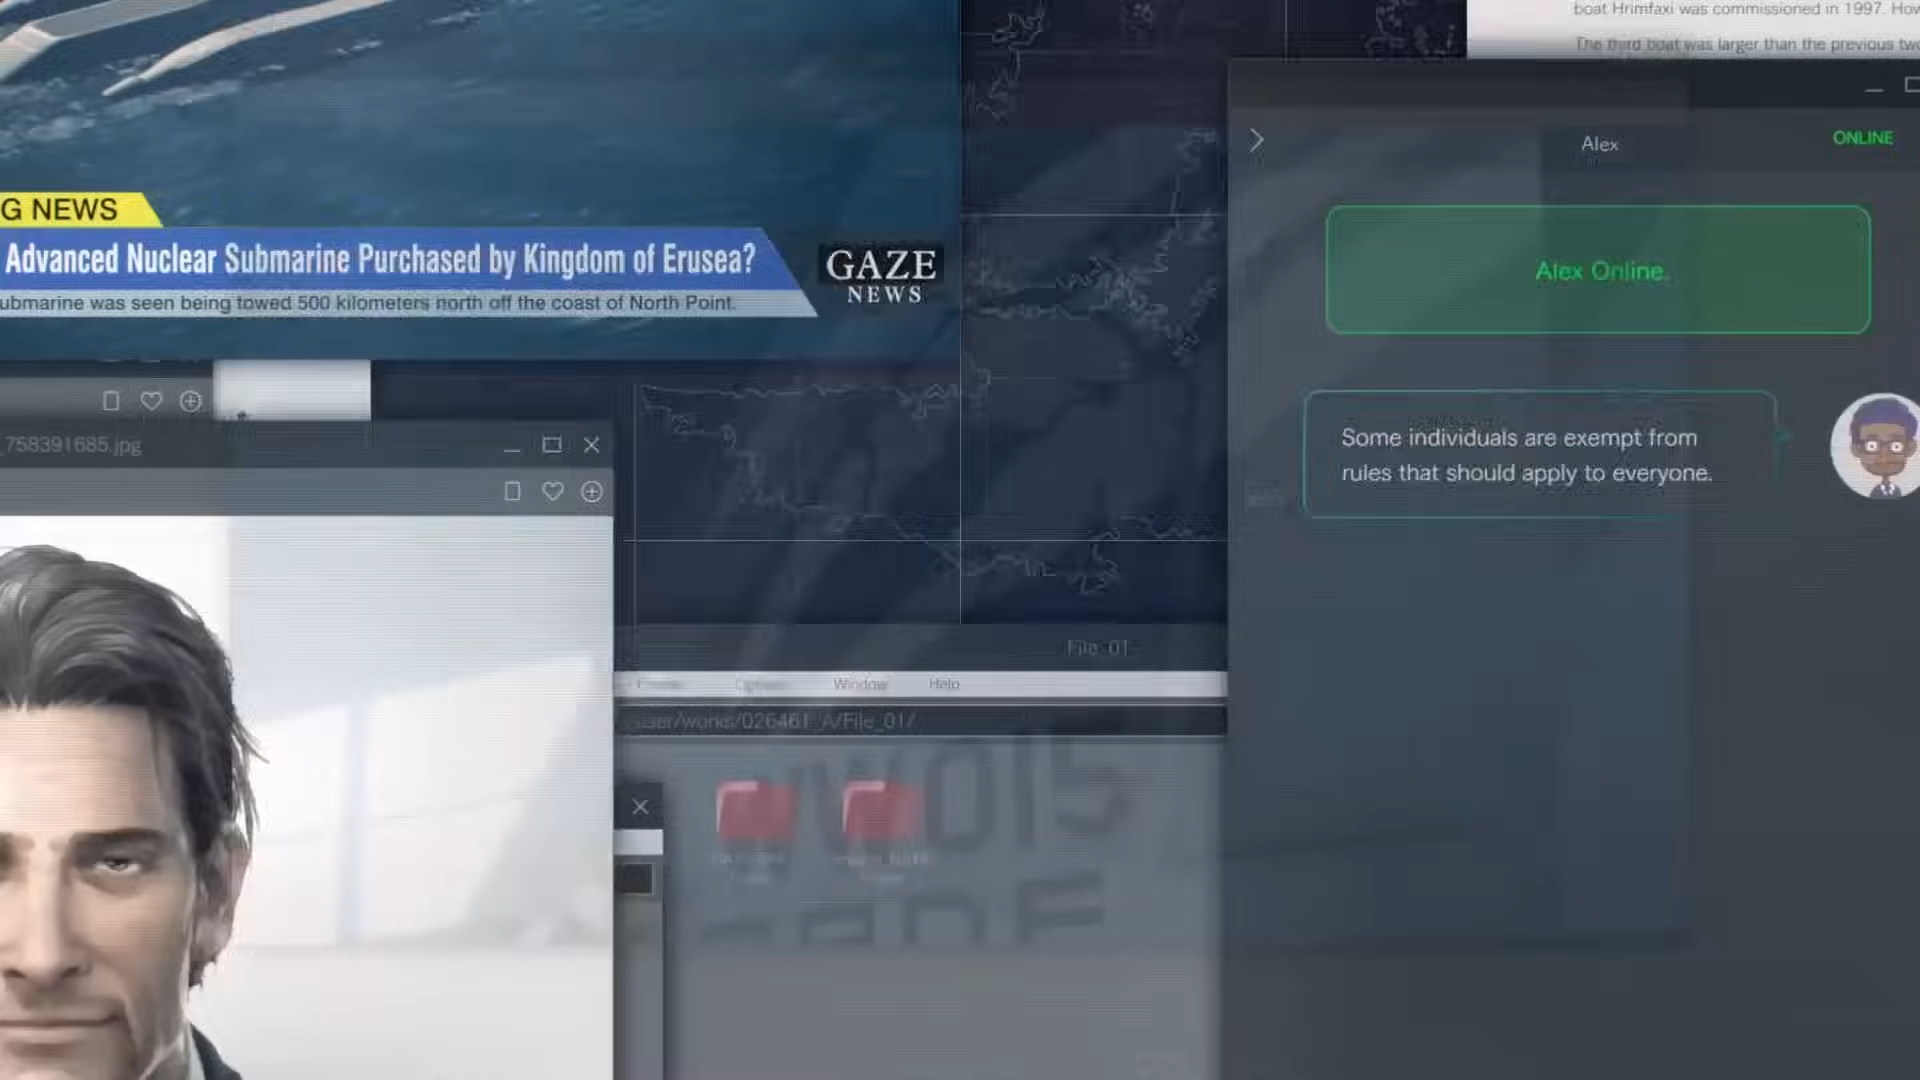 boat Hrimfaxi was commissioned in 1997. How
The third boat was larger than the previous two
Alex
ONLINE
Alex Online.
Some individuals are exempt from
rules that should apply to everyone.
G NEWS
Advanced Nuclear Submarine Purchased by Kingdom of Erusea?
ubmarine was seen being towed 500 kilometers north off the coast of North Point.
GAZE
NEWS
758391685.jpg
File_01
Window
Help
user/works/026461_A/File_01/